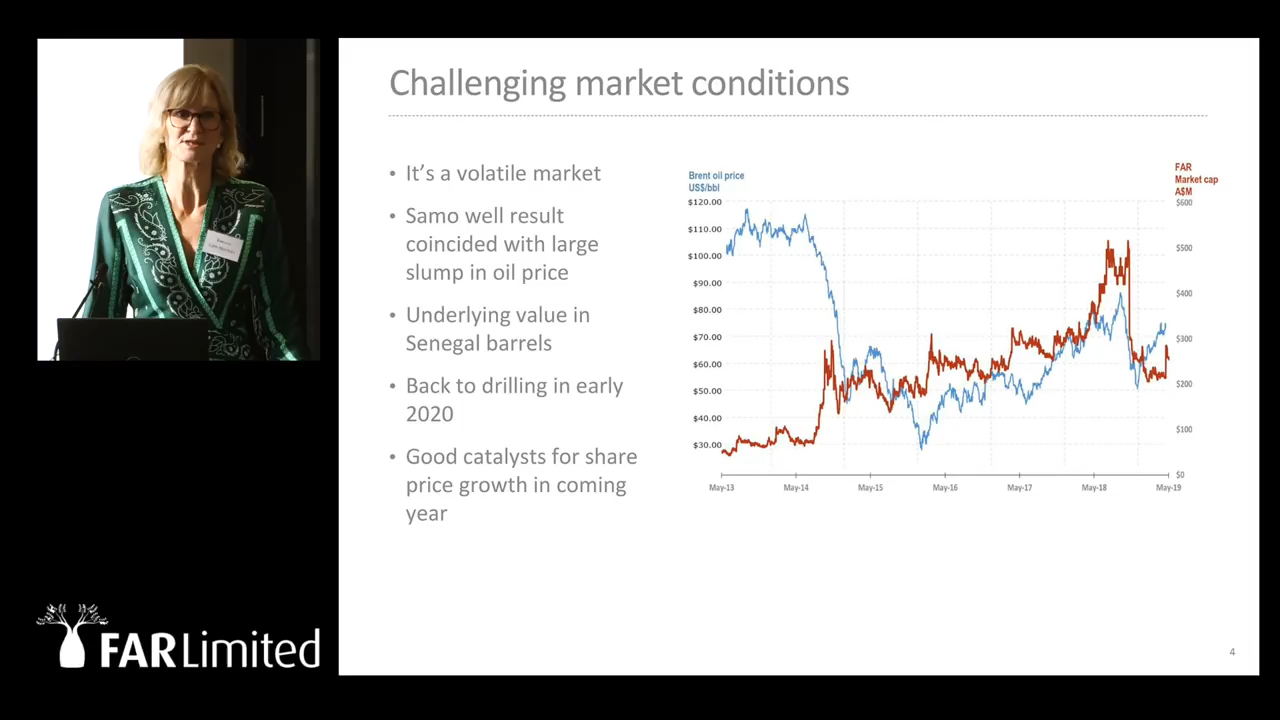 Challenging market conditions
• It's a volatile market
• Samo well result
coincided with large
slump in oil price
• Underlying value in
Senegal barrels
• Back to drilling in early
2020
• Good catalysts for share
price growth in coming
year
Brent oil price
US$/bbl
FAR
Market cap
A$M
$120.00
$110.00
$100.00
$90.00
$80.00
$70.00
$60.00
$50.00
$40.00
$30.00
$600
$500
$400
$300
$200
$100
$0
May-13
May-14
May-15
May-16
May-17
May-18
May-19
FARLimited
4